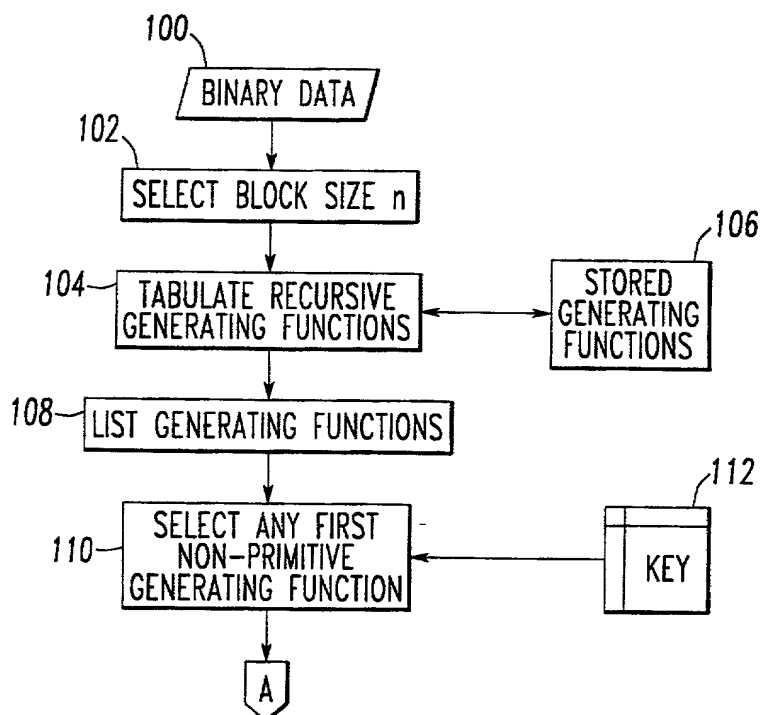 100
BINARY DATA
102
SELECT BLOCK SIZE n
104
TABULATE RECURSIVE
GENERATING FUNCTIONS
106
STORED
GENERATING
FUNCTIONS
108
LIST GENERATING FUNCTIONS
110
SELECT ANY FIRST
NON-PRIMITIVE
GENERATING FUNCTION
112
KEY
A